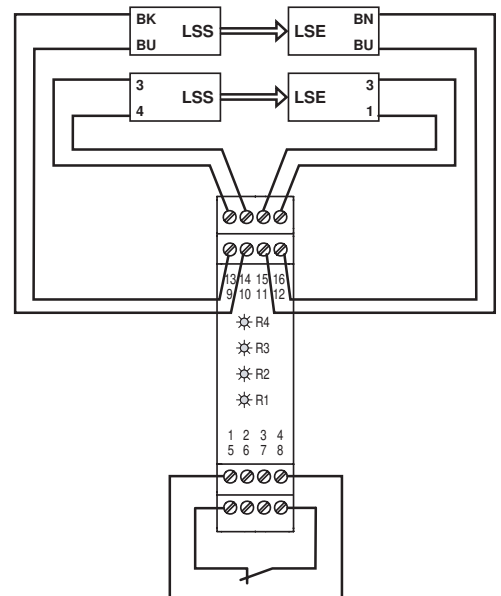 BK LSS LSE BN
BU BU
3 LSS LSE 3
4 1
13 14 15 16
9 10 11 12
R4
R3
R2
R1
1 2 3 4
5 6 7 8